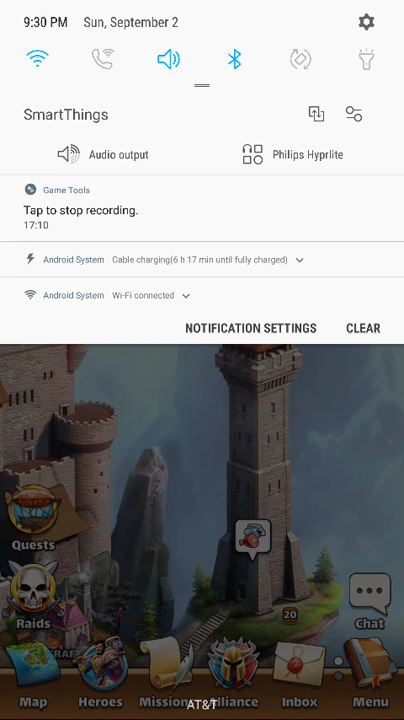 9:30 PM Sun, September 2
SmartThings
Audio output Philips Hyprlite
Game Tools
Tap to stop recording.
17:10
Android System Cable charging(6 h 17 min until fully charged)
Android System Wi-Fi connected
NOTIFICATION SETTINGS CLEAR
Quests
20
Raids Chat
CRAFT
Map Heroes Mission Alliance Inbox Menu
AT&T